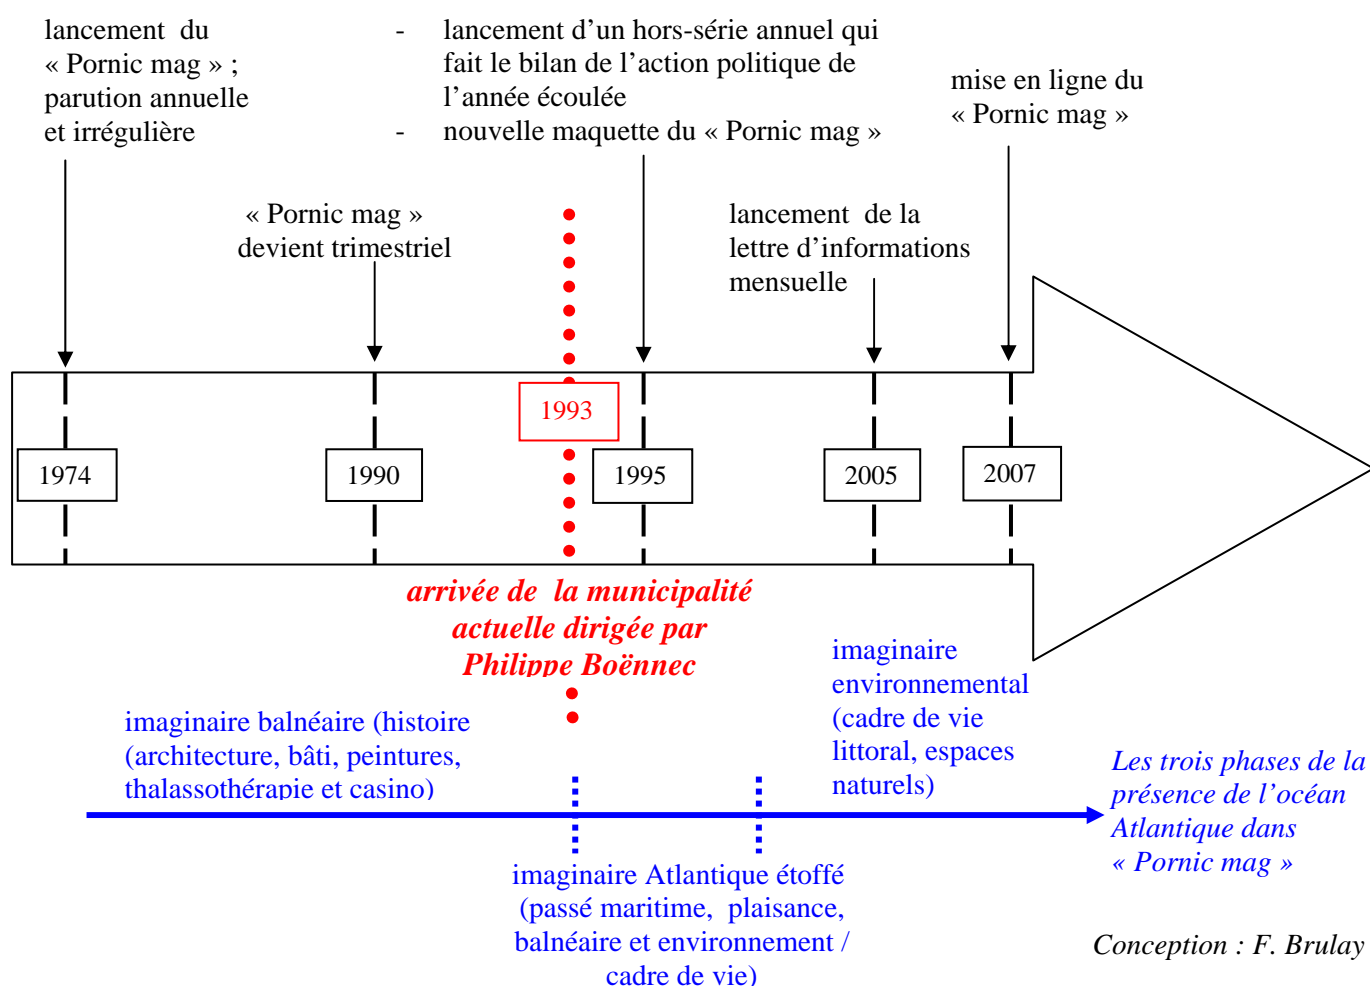 lancement du
« Pornic mag » ;
parution annuelle
et irrégulière
- lancement d’un hors-série annuel qui
fait le bilan de l’action politique de
l’année écoulée
- nouvelle maquette du « Pornic mag »
mise en ligne du
« Pornic mag »
« Pornic mag »
devient trimestriel
lancement de la
lettre d’informations
mensuelle
1993
1974
1990
1995
2005
2007
arrivée de la municipalité
actuelle dirigée par
Philippe Boënnec
imaginaire balnéaire (histoire
(architecture, bâti, peintures,
thalassothérapie et casino)
imaginaire
environnemental
(cadre de vie
littoral, espaces
naturels)
Les trois phases de la
présence de l’océan
Atlantique dans
« Pornic mag »
imaginaire Atlantique étoffé
(passé maritime, plaisance,
balnéaire et environnement /
cadre de vie)
Conception : F. Brulay